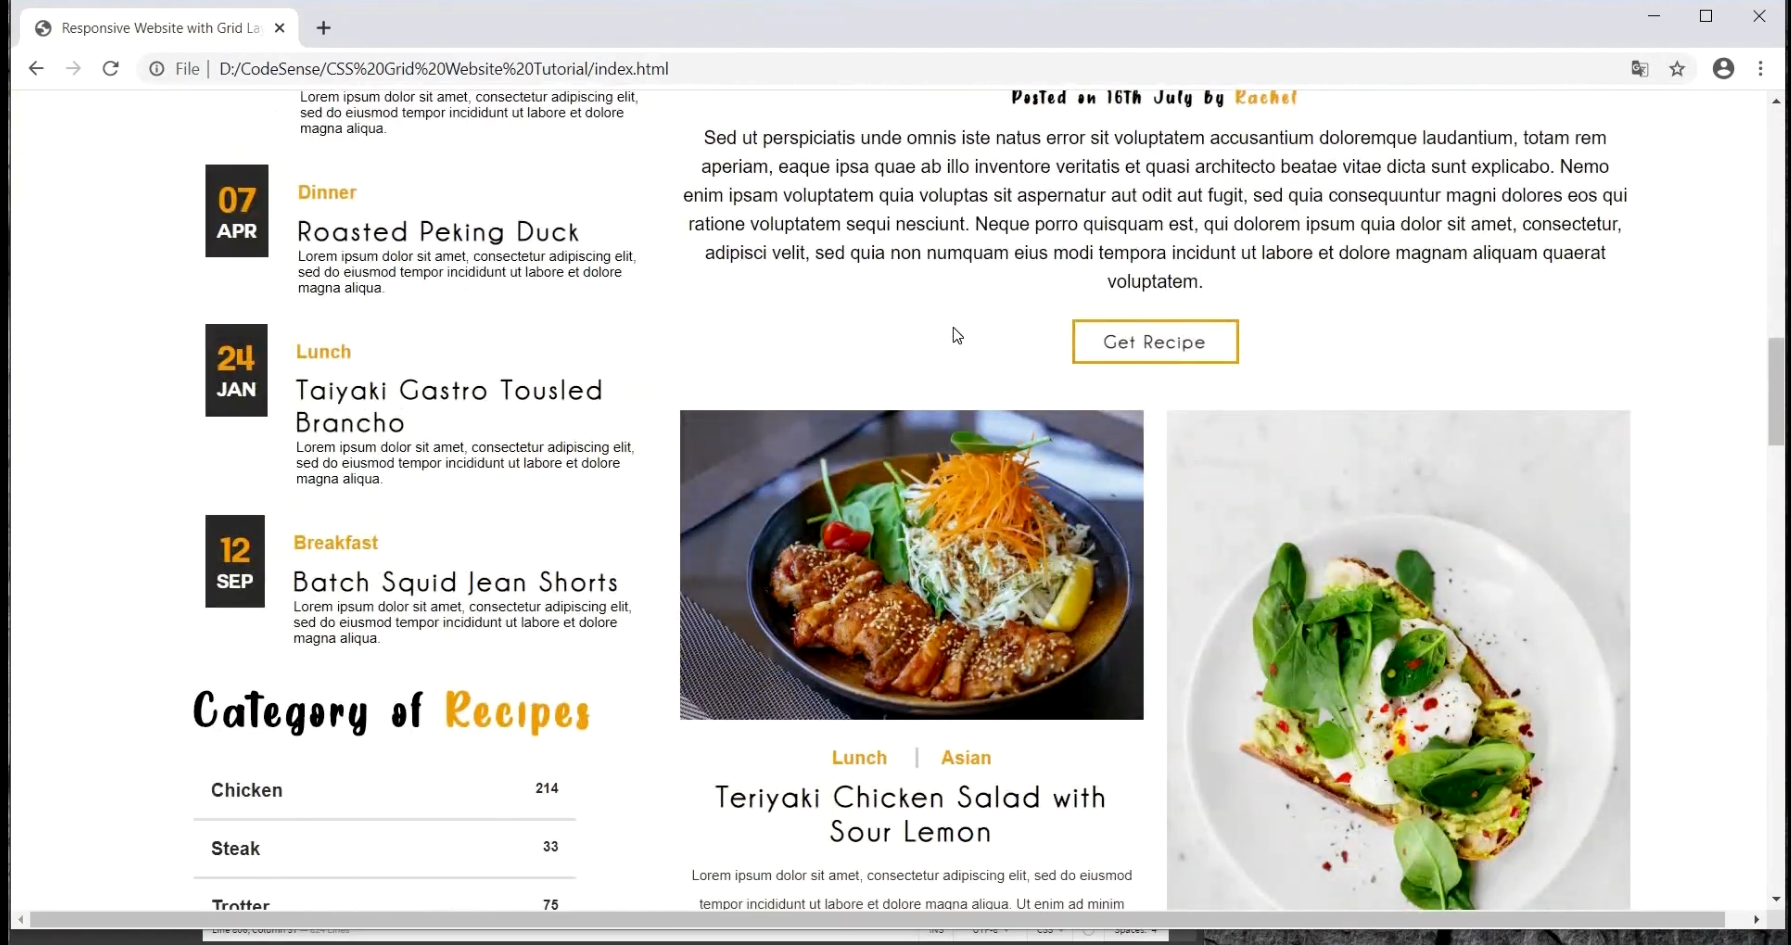 Responsive Website with Grid La
File
D:/CodeSense/CSS%20Grid%20Website%20Tutorial/index.html
Lorem ipsum dolor sit amet, consectetur adipiscing elit,
sed do eiusmod tempor incididunt ut labore et dolore
magna aliqua.
07
APR
Dinner
Roasted Peking Duck
Lorem ipsum dolor sit amet, consectetur adipiscing elit,
sed do eiusmod tempor incididunt ut labore et dolore
magna aliqua.
24
JAN
Lunch
Taiyaki Gastro Tousled
Brancho
Lorem ipsum dolor sit amet, consectetur adipiscing elit,
sed do eiusmod tempor incididunt ut labore et dolore
magna aliqua.
12
SEP
Breakfast
Batch Squid Jean Shorts
Lorem ipsum dolor sit amet, consectetur adipiscing elit,
sed do eiusmod tempor incididunt ut labore et dolore
magna aliqua.
Category of Recipes
Chicken 214
Steak 33
Trotter 75
Posted on 16Th July by Rachel
Sed ut perspiciatis unde omnis iste natus error sit voluptatem accusantium doloremque laudantium, totam rem
aperiam, eaque ipsa quae ab illo inventore veritatis et quasi architecto beatae vitae dicta sunt explicabo. Nemo
enim ipsam voluptatem quia voluptas sit aspernatur aut odit aut fugit, sed quia consequuntur magni dolores eos qui
ratione voluptatem sequi nesciunt. Neque porro quisquam est, qui dolorem ipsum quia dolor sit amet, consectetur,
adipisci velit, sed quia non numquam eius modi tempora incidunt ut labore et dolore magnam aliquam quaerat
voluptatem.
Get Recipe
Lunch | Asian
Teriyaki Chicken Salad with
Sour Lemon
Lorem ipsum dolor sit amet, consectetur adipiscing elit, sed do eiusmod
tempor incididunt ut labore et dolore magna aliqua. Ut enim ad minim